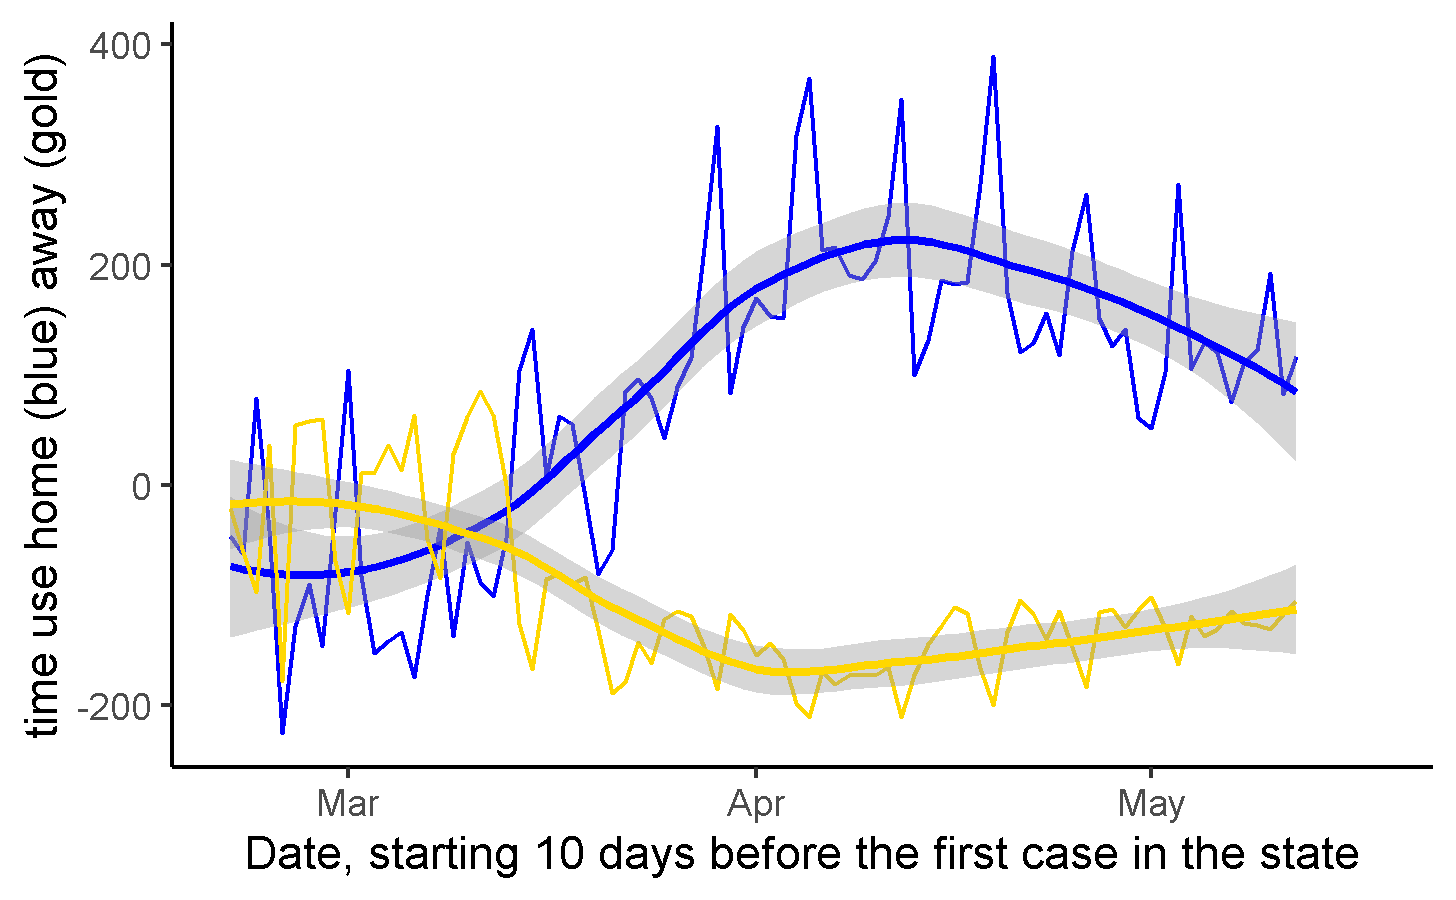 time use home (blue) away (gold)
400
200
0
-200
Mar Apr May
Date, starting 10 days before the first case in the state